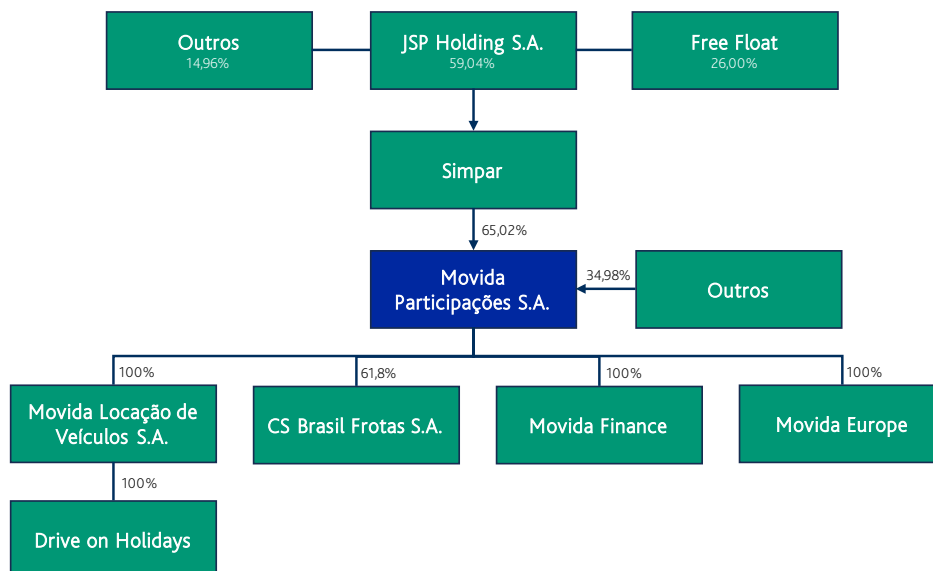 Outros
14,96%
JSP Holding S.A.
59,04%
Free Float
26,00%
Simpar
65,02%
Movida
Participações S.A.
34,98%
Outros
100%
61,8%
100%
100%
Movida Locação de
Veículos S.A.
CS Brasil Frotas S.A.
Movida Finance
Movida Europe
100%
Drive on Holidays